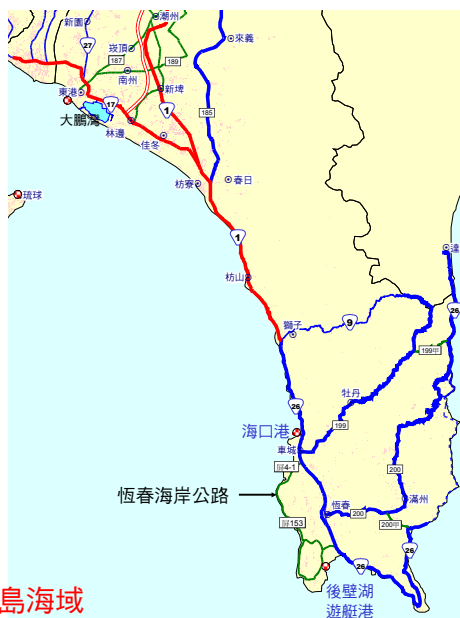 潮州
新園
來義
崁頂
27
187
189
南州
東港
新埤
17
1
185
大鵬灣
林邊
佳冬
枋寮
春日
琉球
1
達
枋山
26
獅子
9
199甲
牡丹
26
海口港
199
車城
屏4-1
200
恆春海岸公路
滿州
恆春
200
屏153
200甲
26
26
後壁湖
遊艇港
島海域